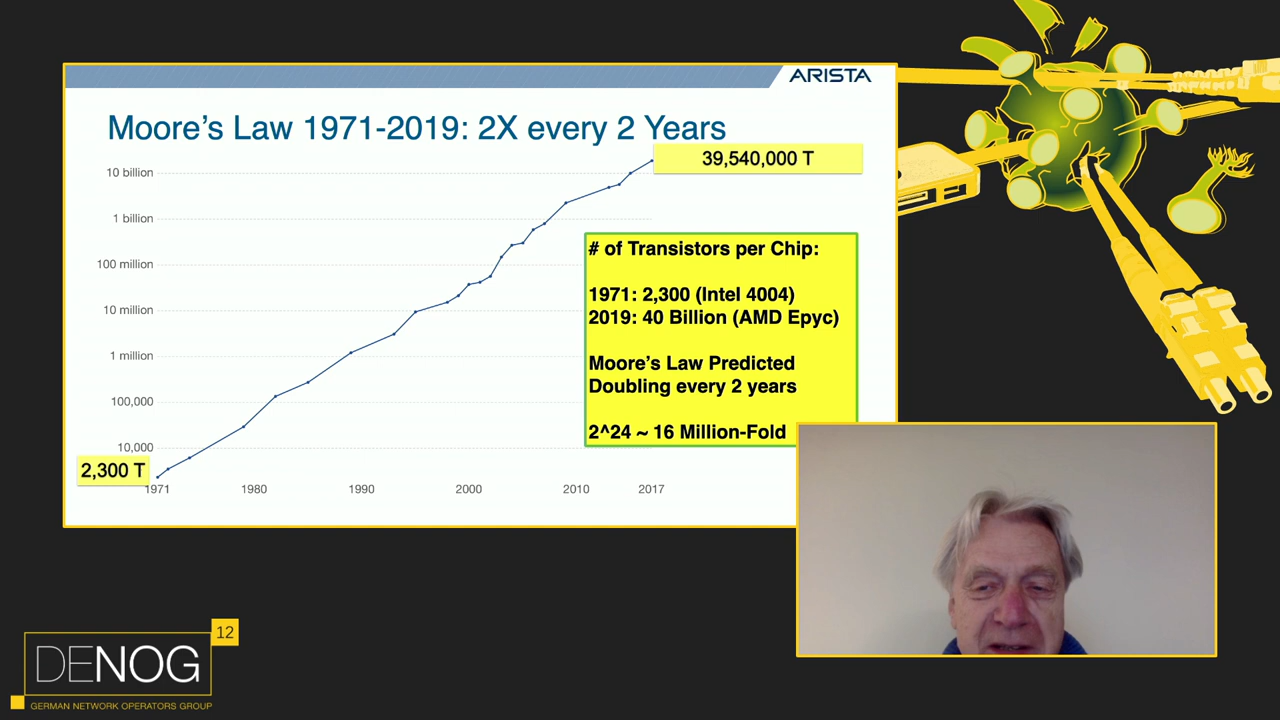 ARISTA
Moore's Law 1971-2019: 2X every 2 Years
39,540,000 T
10 billion
1 billion
100 million
10 million
1 million
100,000
10,000
2,300 T
1971
1980
1990
2000
2010
2017
# of Transistors per Chip:
1971: 2,300 (Intel 4004)
2019: 40 Billion (AMD Epyc)
Moore's Law Predicted
Doubling every 2 years
2^24 ~ 16 Million-Fold
12
DENOG
GERMAN NETWORK OPERATORS GROUP